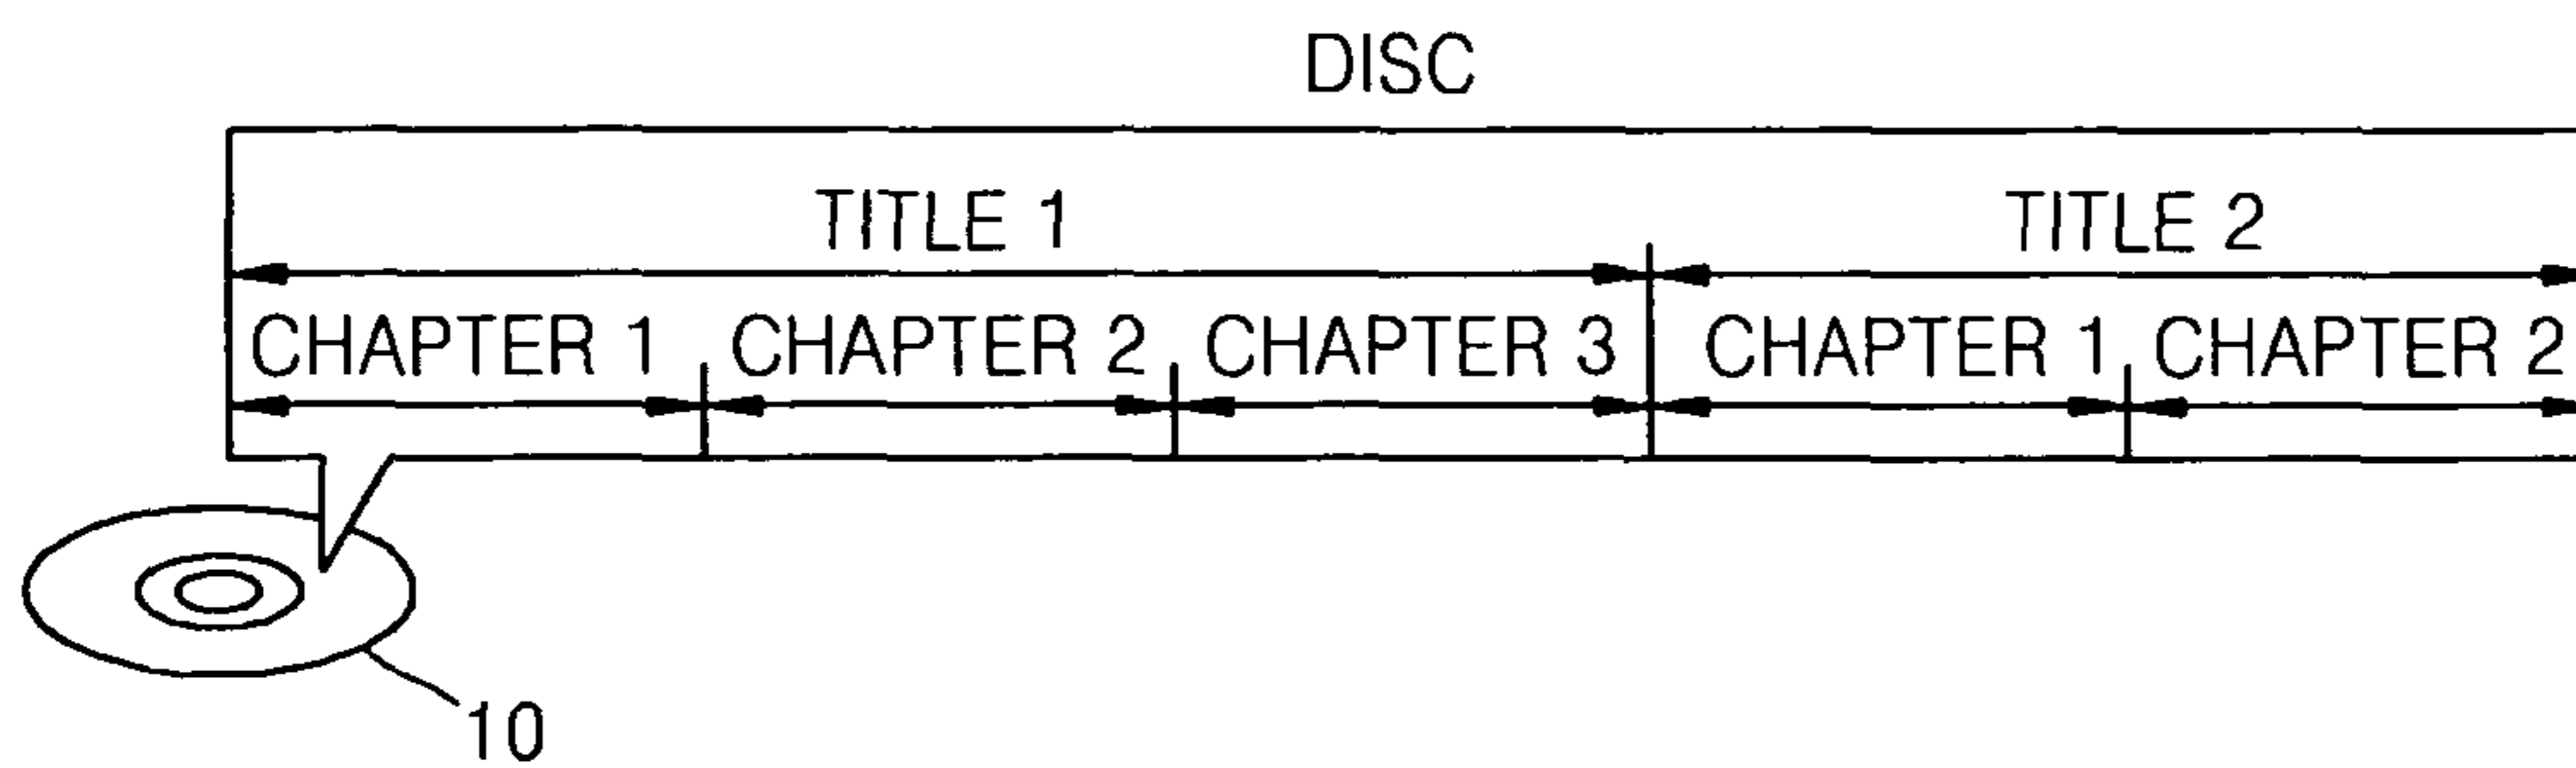 DISC
TITLE 1 TITLE 2
CHAPTER 1 CHAPTER 2 CHAPTER 3 CHAPTER 1 CHAPTER 2
10